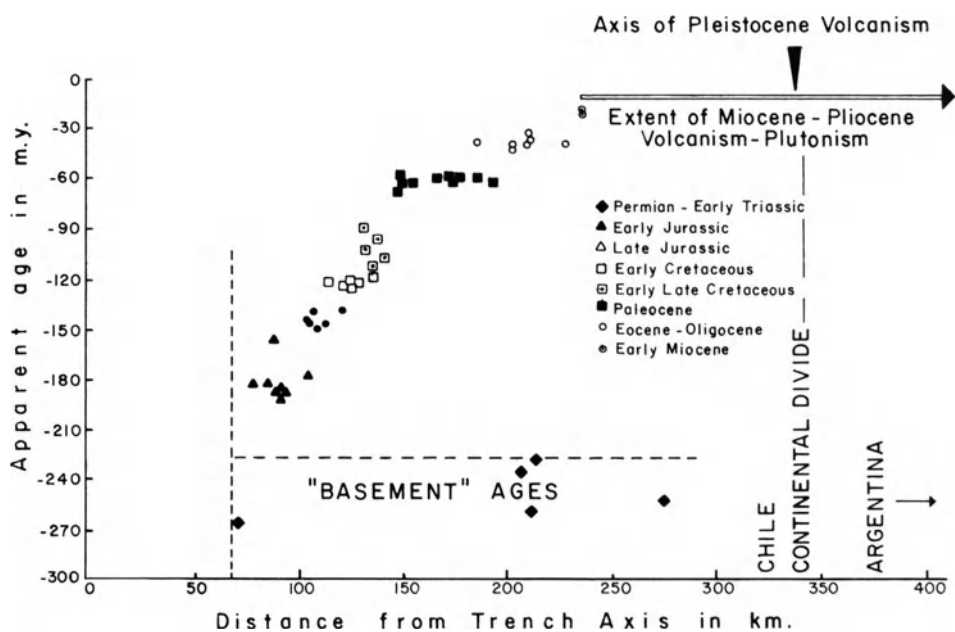 Axis of Pleistocene Volcanism
Extent of Miocene - Pliocene
Volcanism - Plutonism
Apparent age in m.y.
0
-30
-60
-90
-120
-150
-180
-210
-240
-270
-300
◆ Permian - Early Triassic
▲ Early Jurassic
△ Late Jurassic
□ Early Cretaceous
⊡ Early Late Cretaceous
■ Paleocene
○ Eocene - Oligocene
⊙ Early Miocene
"BASEMENT" AGES
CHILE
CONTINENTAL DIVIDE
ARGENTINA
0 50 100 150 200 250 300 350 400
Distance from Trench Axis in km.